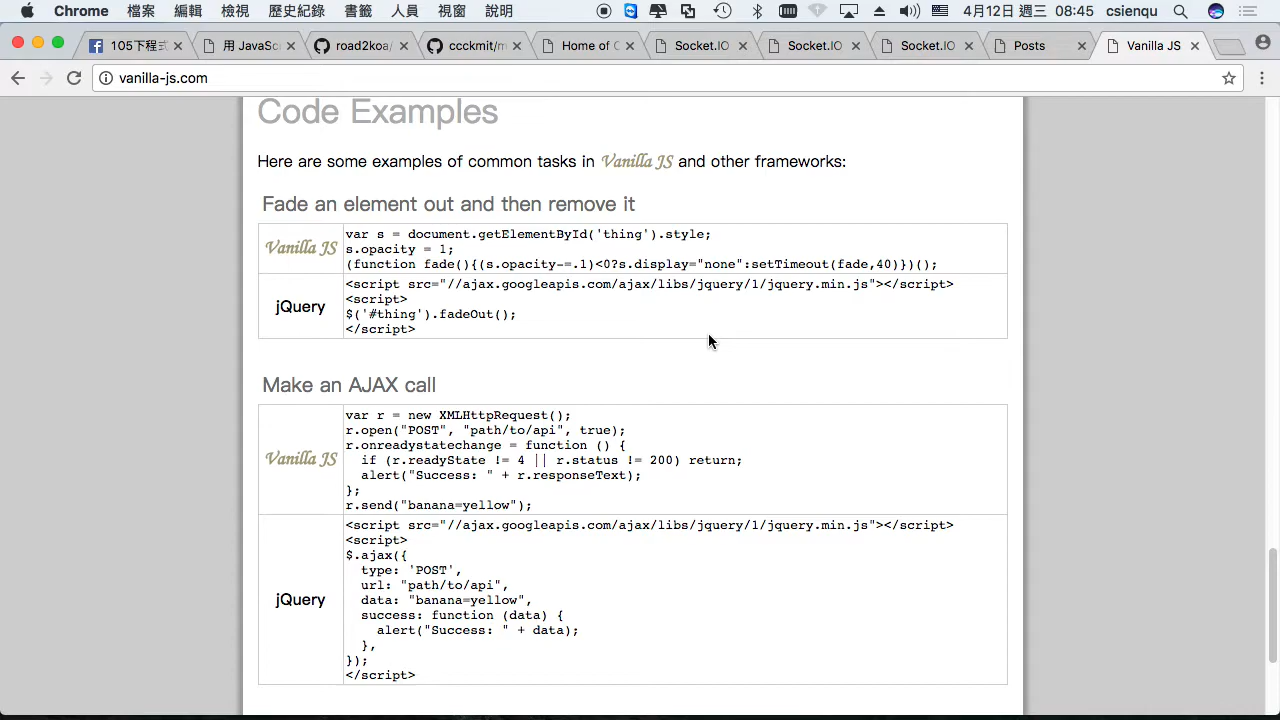 Chrome 檔案 編輯 檢視 歷史紀錄 書籤 人員 視窗 說明 4月12日 週三 08:45 csienqu
105下程式 用 JavaSc road2koa/ ccckmit/m Home of C Socket.IO Socket.IO Socket.IO Posts Vanilla JS
vanilla-js.com
Code Examples
Here are some examples of common tasks in Vanilla JS and other frameworks:
Fade an element out and then remove it
Vanilla JS
var s = document.getElementById('thing').style;
s.opacity = 1;
(function fade(){(s.opacity-=.1)<0?s.display="none":setTimeout(fade,40)})();
jQuery
<script src="//ajax.googleapis.com/ajax/libs/jquery/1/jquery.min.js"></script>
<script>
$('#thing').fadeOut();
</script>
Make an AJAX call
Vanilla JS
var r = new XMLHttpRequest();
r.open("POST", "path/to/api", true);
r.onreadystatechange = function () {
  if (r.readyState != 4 || r.status != 200) return;
  alert("Success: " + r.responseText);
};
r.send("banana=yellow");
jQuery
<script src="//ajax.googleapis.com/ajax/libs/jquery/1/jquery.min.js"></script>
<script>
$.ajax({
  type: 'POST',
  url: "path/to/api",
  data: "banana=yellow",
  success: function (data) {
    alert("Success: " + data);
  },
});
</script>